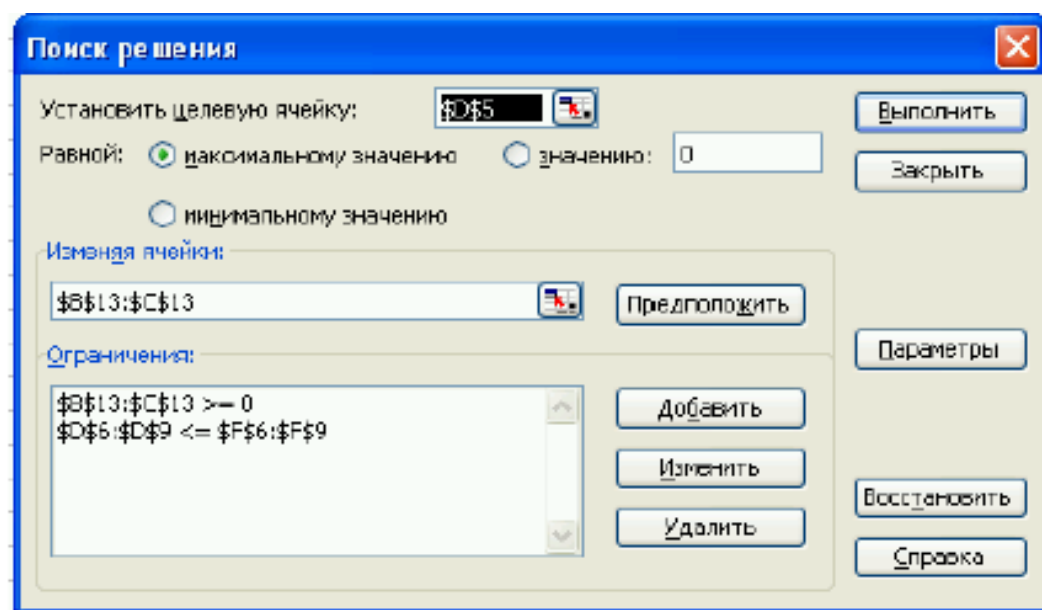 Поиск решения
Установить целевую ячейку: $D$5
Выполнить
Равной: максимальному значению значению: 0
Закрыть
минимальному значению
Изменяя ячейки:
$B$13:$C$13
Предположить
Ограничения:
Параметры
$B$13:$C$13 >= 0
$D$6:$D$9 <= $F$6:$F$9
Добавить
Изменить
Удалить
Восстановить
Справка